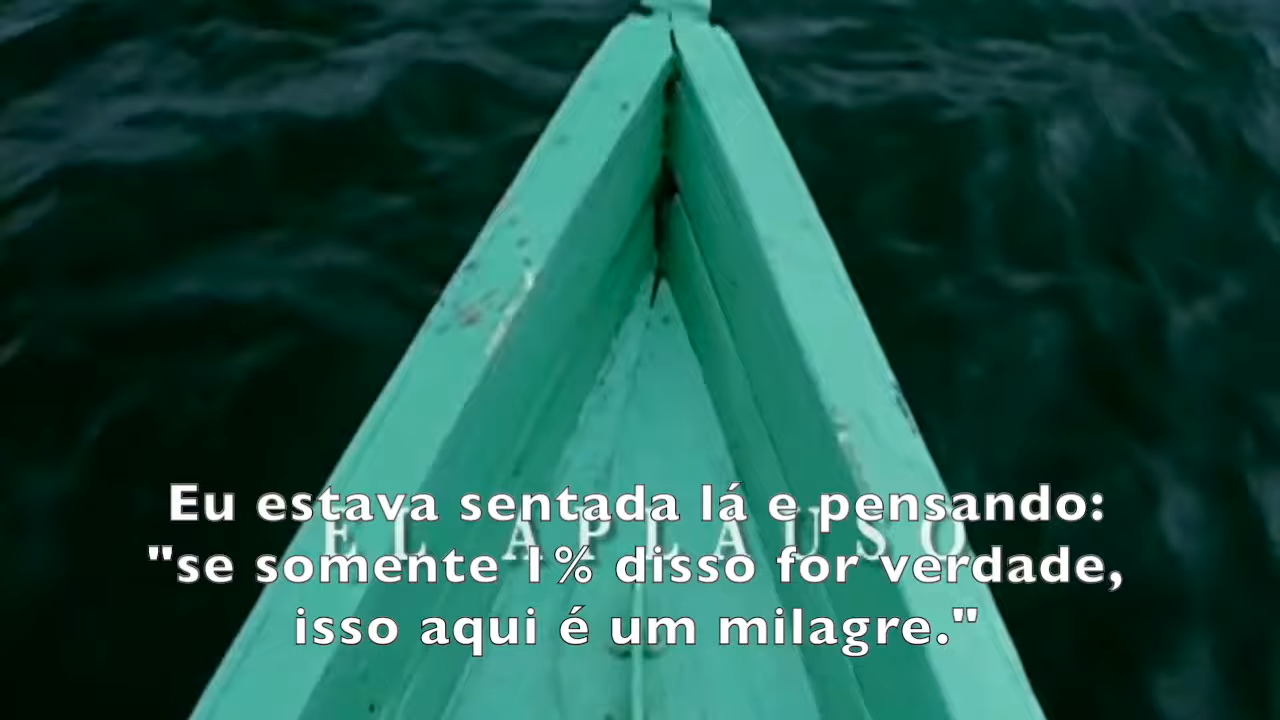 Eu estava sentada lá e pensando:
EL APLAUSO
"se somente 1% disso for verdade,
isso aqui é um milagre."